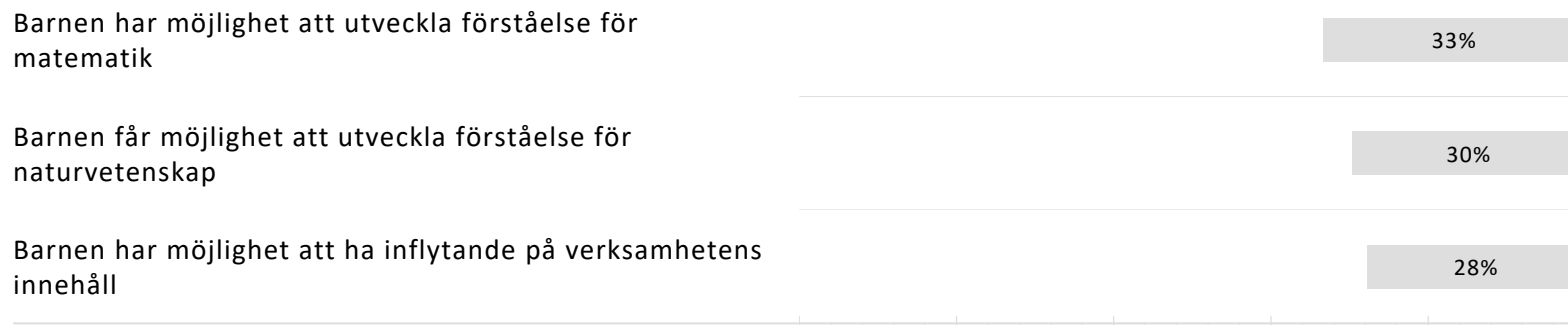 Barnen har möjlighet att utveckla förståelse för
matematik
33%
Barnen får möjlighet att utveckla förståelse för
naturvetenskap
30%
Barnen har möjlighet att ha inflytande på verksamhetens
innehåll
28%